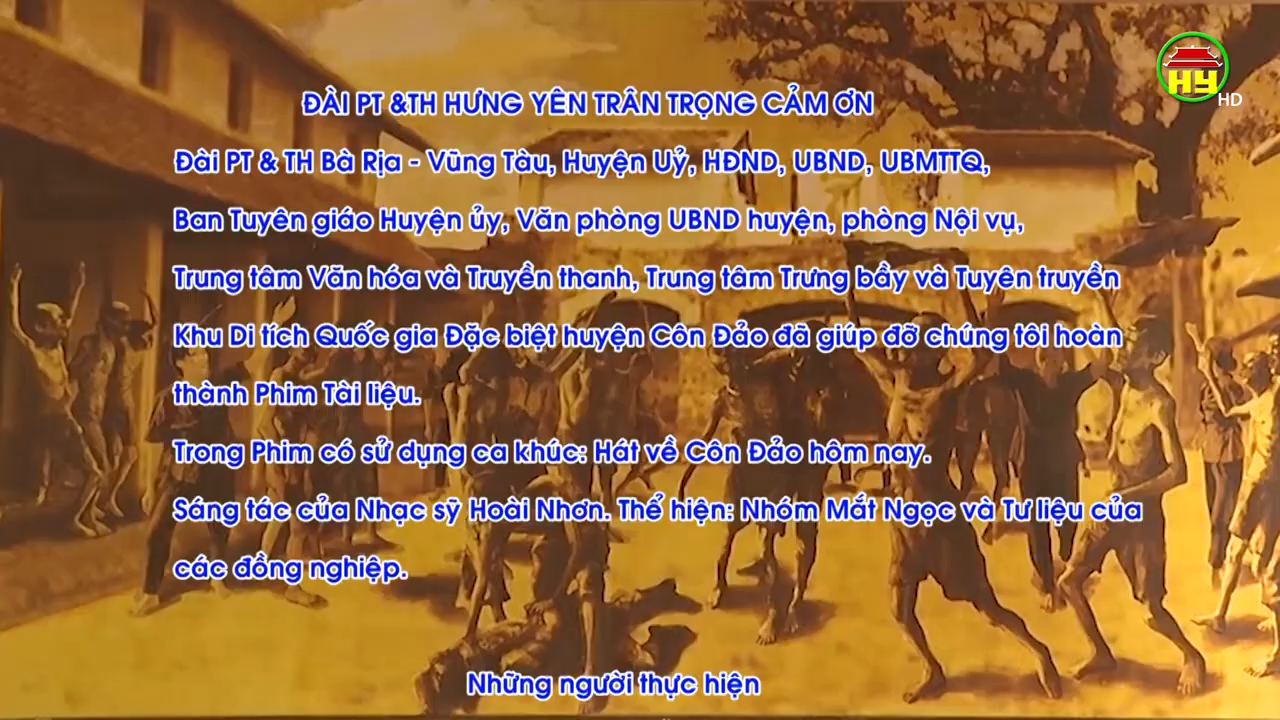 HY HD
ĐÀI PT &TH HƯNG YÊN TRÂN TRỌNG CẢM ƠN
Đài PT & TH Bà Rịa - Vũng Tàu, Huyện Uỷ, HĐND, UBND, UBMTTQ,
Ban Tuyên giáo Huyện ủy, Văn phòng UBND huyện, phòng Nội vụ,
Trung tâm Văn hóa và Truyền thanh, Trung tâm Trưng bầy và Tuyên truyền
Khu Di tích Quốc gia Đặc biệt huyện Côn Đảo đã giúp đỡ chúng tôi hoàn
thành Phim Tài liệu.
Trong Phim có sử dụng ca khúc: Hát về Côn Đảo hôm nay.
Sáng tác của Nhạc sỹ Hoài Nhơn. Thể hiện: Nhóm Mắt Ngọc và Tư liệu của
các đồng nghiệp.
Những người thực hiện